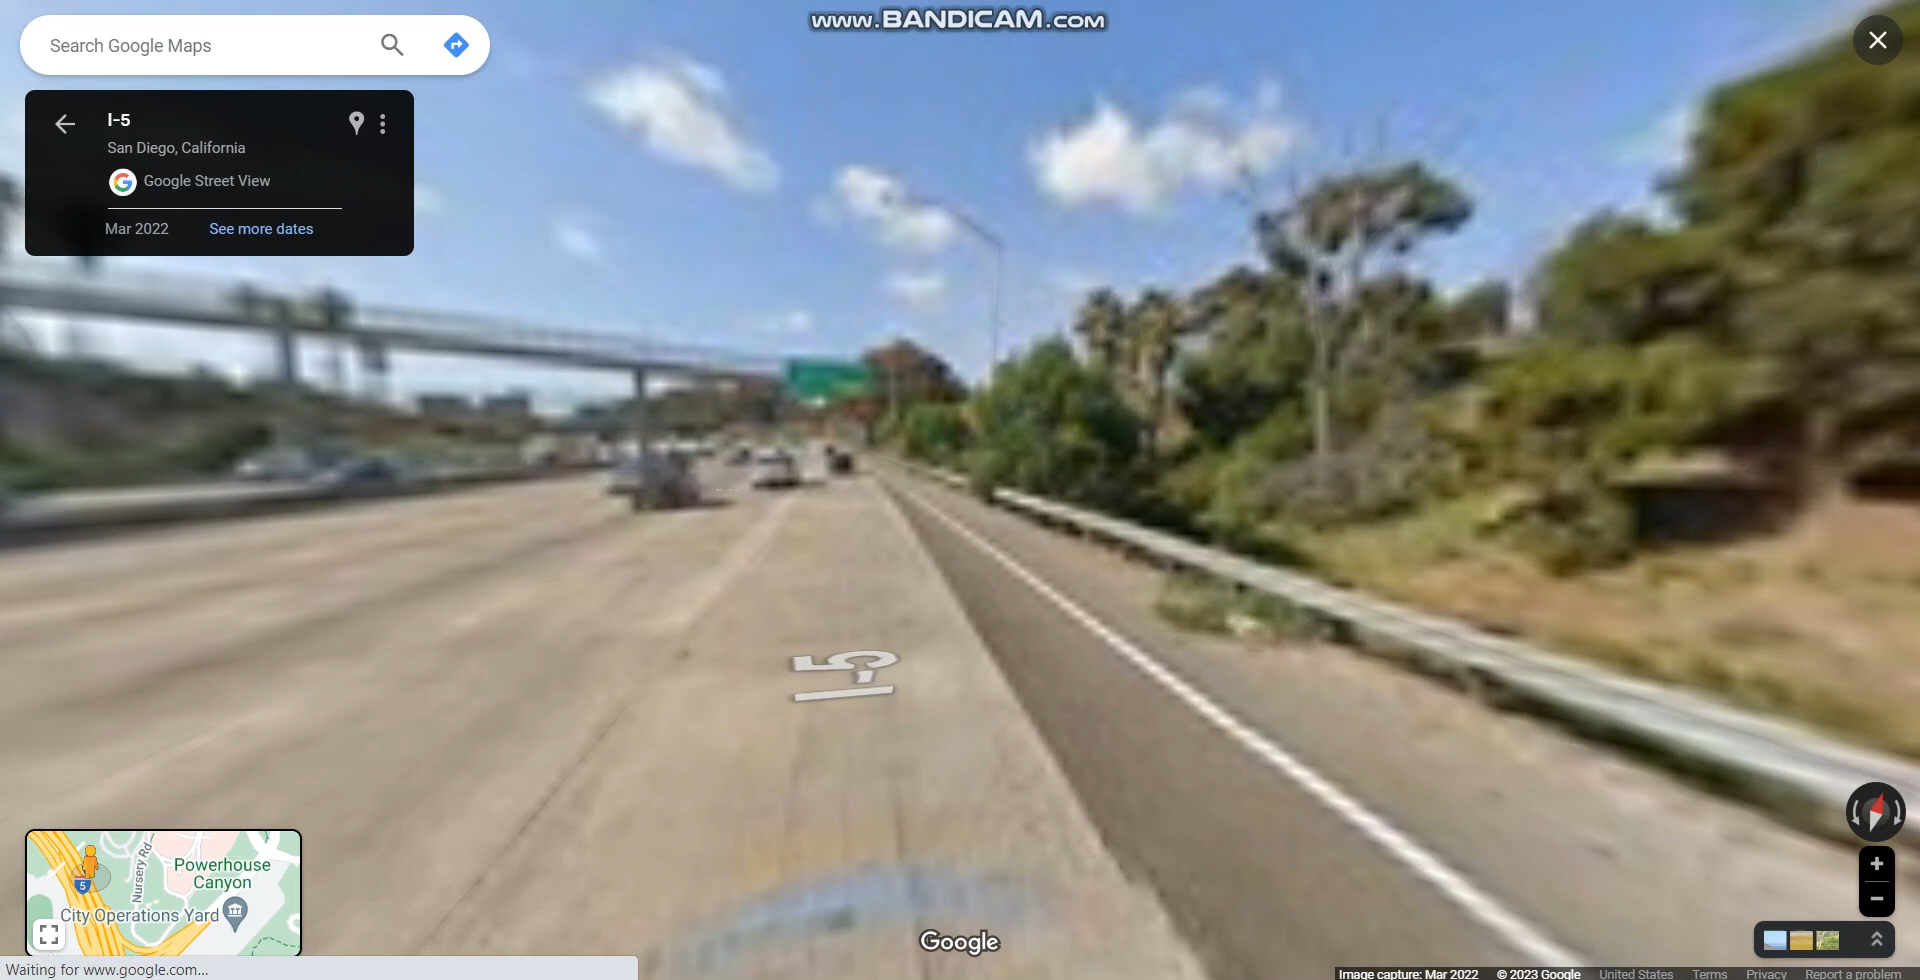 www.BANDICAM.com
Search Google Maps
I-5
San Diego, California
Google Street View
Mar 2022 See more dates
I-5
Nursery Rd
Powerhouse
Canyon
5
City Operations Yard
Google
Waiting for www.google.com...
Image capture: Mar 2022 © 2023 Google United States Terms Privacy Report a problem